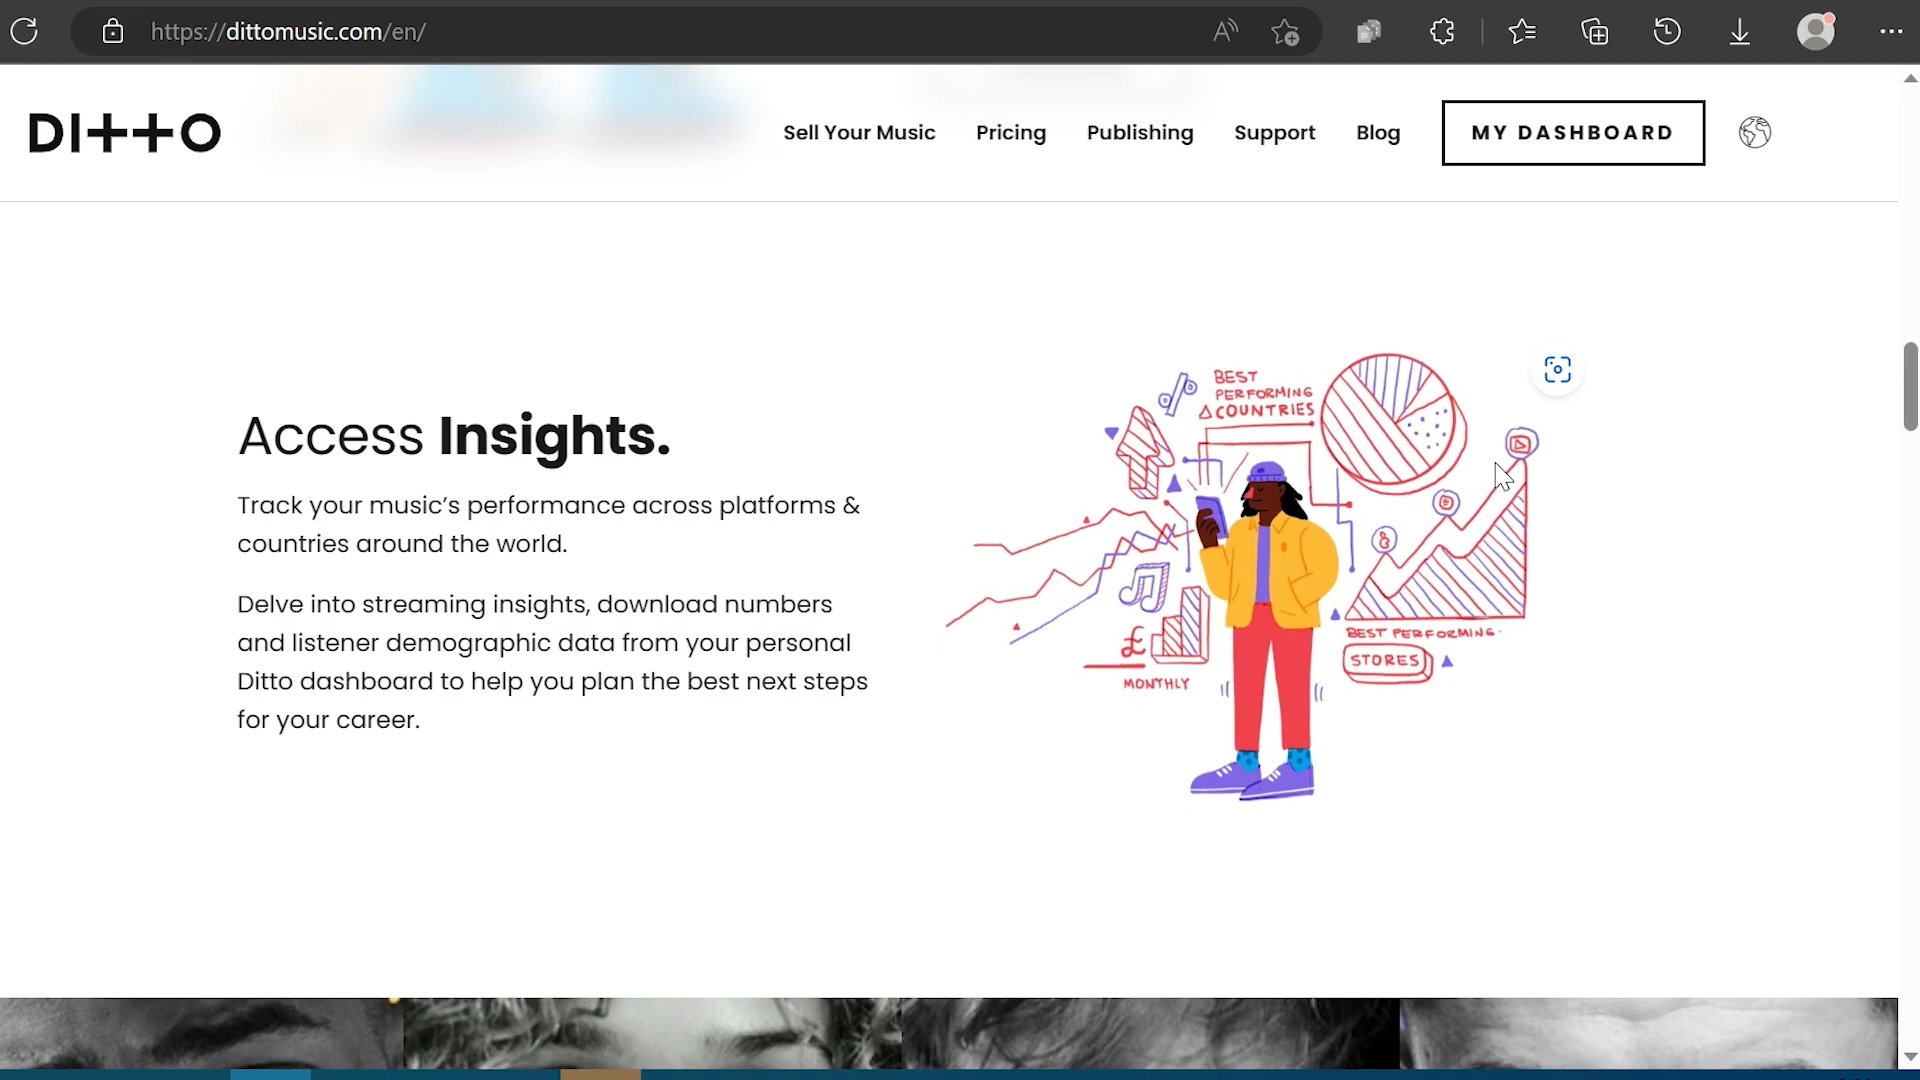 https://dittomusic.com/en/
DITTO
Sell Your Music
Pricing
Publishing
Support
Blog
MY DASHBOARD
Access Insights.
Track your music’s performance across platforms &
countries around the world.
Delve into streaming insights, download numbers
and listener demographic data from your personal
Ditto dashboard to help you plan the best next steps
for your career.
BEST
PERFORMING
COUNTRIES
£
MONTHLY
BEST PERFORMING
STORES